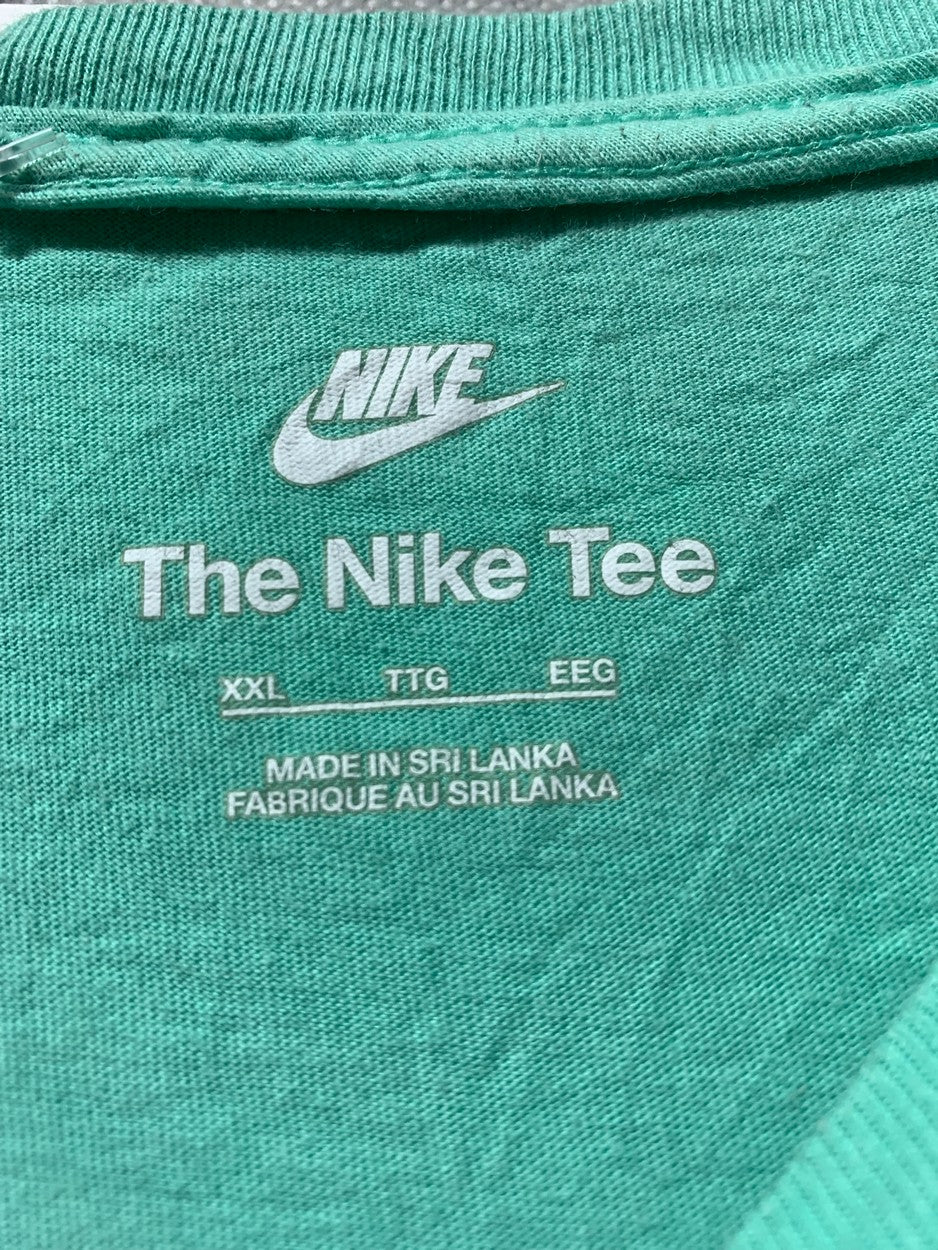 NIKE
The Nike Tee
XXL TTG EEG
MADE IN SRI LANKA
FABRIQUE AU SRI LANKA